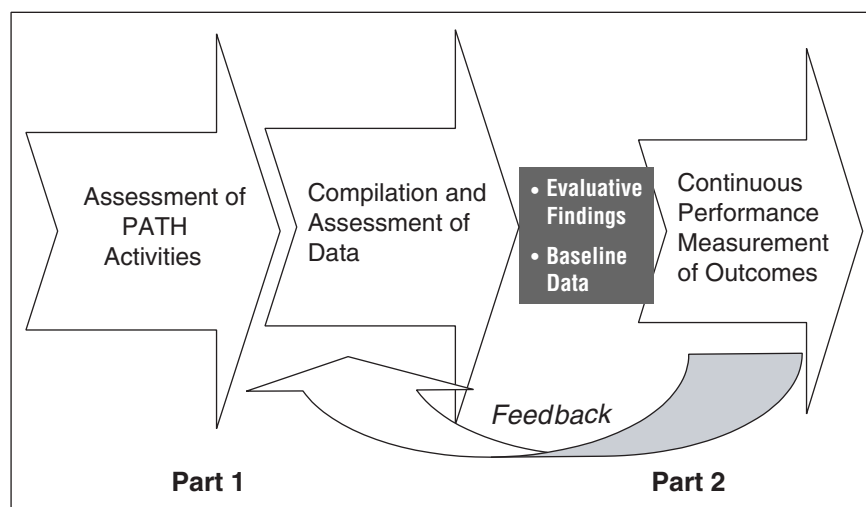 Assessment of
PATH
Activities
Compilation and
Assessment of
Data
• Evaluative
Findings
• Baseline
Data
Continuous
Performance
Measurement
of Outcomes
Feedback
Part 1
Part 2